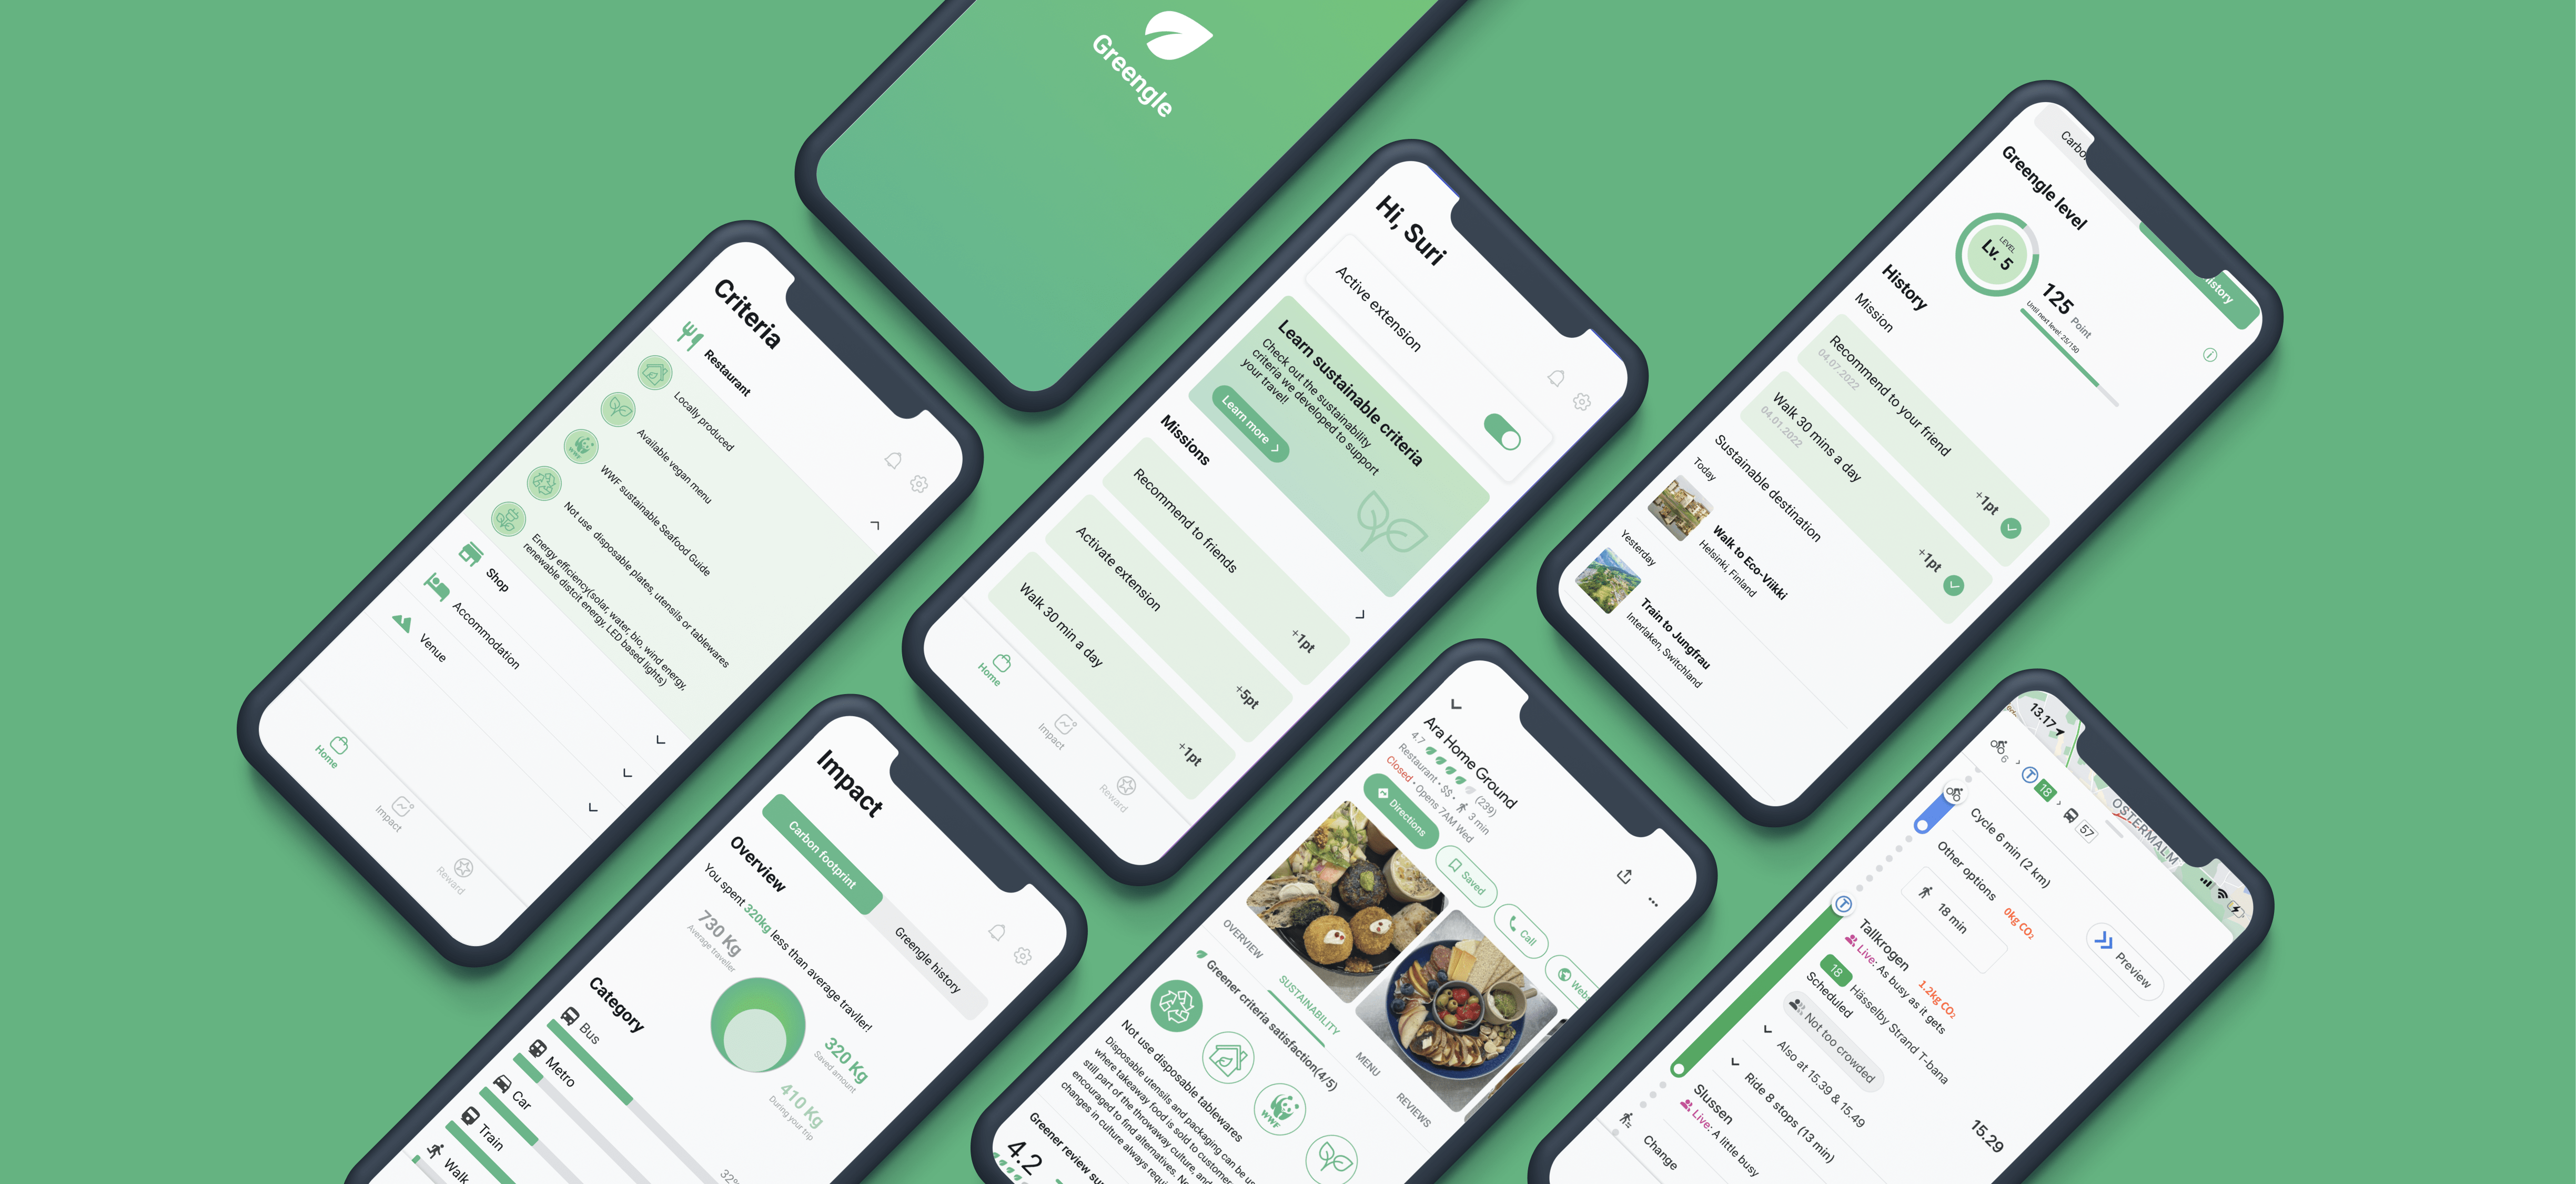 Greengle
Criteria
Restaurant
Locally produced
Available vegan menu
WWF sustainable Seafood Guide
Not use disposable plates, utensils or tablewares
Energy efficiency(solar, water, bio, wind energy,
renewable distcit energy, LED based lights)
Shop
Accommodation
Venue
Home
Impact
Reward
Hi, Suri
Active extension
Learn sustainable criteria
Check out the sustainability
criteria we developed to support
your travel!
Learn more
Missions
Recommend to friends
+1pt
Activate extension
+5pt
Walk 30 min a day
+1pt
Home
Impact
Reward
Greengle level
LEVEL
Lv. 5
125 Point
Until next level: 25/150
History
Mission
Recommend to your friend
04.07.2022
+1pt
Walk 30 mins a day
04.01.2022
+1pt
Sustainable destination
Today
Walk to Eco-Viikki
Helsinki, Finland
Yesterday
Train to Jungfrau
Interlaken, Switchland
Impact
Carbon footprint
Greengle history
Overview
You spent 320kg less than average travller!
730 Kg
Average traveller
320 Kg
Saved amount
410 Kg
During your trip
Category
Bus
Metro
Car
Train
Walk
Ara Home Ground
4.7 (239)
Restaurant • $$ • 3 min
Closed • Opens 7AM Wed
Directions
Saved
Call
OVERVIEW
SUSTAINABILITY
MENU
REVIEWS
Greener criteria satisfaction(4/5)
WWF
Not use disposable tablewares
Disposable utensils and packaging can be
where takeaway food is sold to
still part of the throwaway culture, and
encouraged to find alternatives.
changes in culture always
Greener review
4.2
13.17
6
T 18
57
OSTERMALM
Cycle 6 min (2 km)
Preview
Other options
0kg CO₂
18 min
T
Tallkrogen
Live: As busy as it gets
1.2kg CO₂
18 Hässelby Strand T-bana
Scheduled
Not too crowded
Also at 15.39 & 15.49
Ride 8 stops (13 min)
15.29
Slussen
Live: A little busy
Change